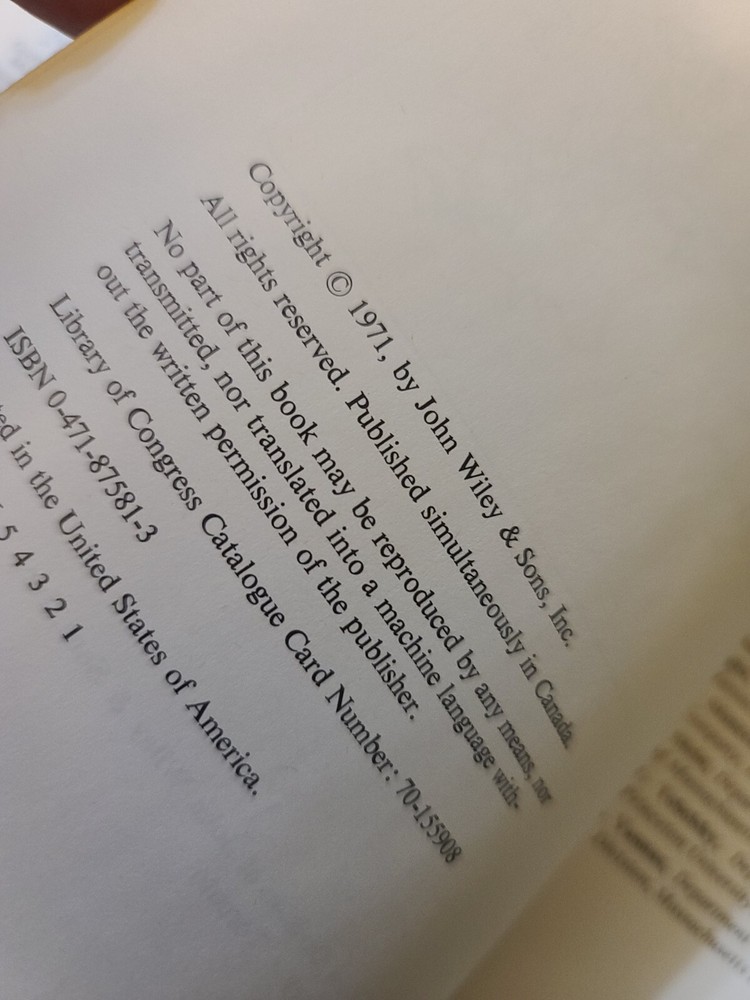 Copyright © 1971, by John Wiley & Sons, Inc.
All rights reserved. Published simultaneously in Canada.
No part of this book may be reproduced by any means, nor
transmitted, nor translated into a machine language with-
out the written permission of the publisher.
Library of Congress Catalogue Card Number: 70-155908
ISBN 0-471-87581-3
ed in the United States of America.
5 4 3 2 1
Department